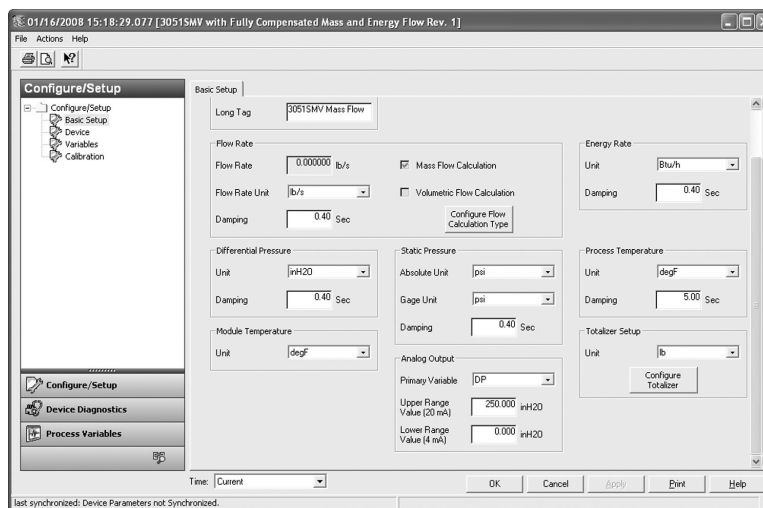 01/16/2008 15:18:29.077 [3051SMV with Fully Compensated Mass and Energy Flow Rev. 1]
File Actions Help
Configure/Setup
Configure/Setup
Basic Setup
Device
Variables
Calibration
Configure/Setup
Device Diagnostics
Process Variables
Basic Setup
Long Tag 3051SMV Mass Flow
Flow Rate
Flow Rate 0.000000 lb/s
Mass Flow Calculation
Flow Rate Unit lb/s
Volumetric Flow Calculation
Damping 0.40 Sec
Configure Flow
Calculation Type
Energy Rate
Unit Btu/h
Damping 0.40 Sec
Differential Pressure
Unit inH2O
Damping 0.40 Sec
Static Pressure
Absolute Unit psi
Gage Unit psi
Damping 0.40 Sec
Process Temperature
Unit degF
Damping 5.00 Sec
Module Temperature
Unit degF
Analog Output
Primary Variable DP
Upper Range
Value (20 mA) 250.000 inH2O
Lower Range
Value (4 mA) 0.000 inH2O
Totalizer Setup
Unit lb
Configure
Totalizer
Time: Current
OK Cancel Apply Print Help
last synchronized: Device Parameters not Synchronized.